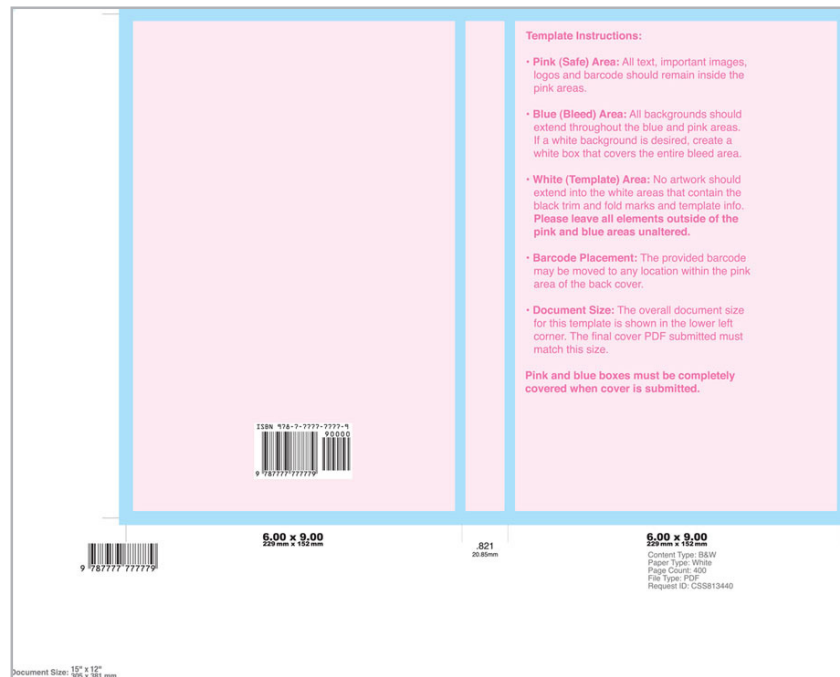 Template Instructions:
• Pink (Safe) Area: All text, important images,
logos and barcode should remain inside the
pink areas.
• Blue (Bleed) Area: All backgrounds should
extend throughout the blue and pink areas.
If a white background is desired, create a
white box that covers the entire bleed area.
• White (Template) Area: No artwork should
extend into the white areas that contain the
black trim and fold marks and template info.
Please leave all elements outside of the
pink and blue areas unaltered.
• Barcode Placement: The provided barcode
may be moved to any location within the pink
area of the back cover.
• Document Size: The overall document size
for this template is shown in the lower left
corner. The final cover PDF submitted must
match this size.
Pink and blue boxes must be completely
covered when cover is submitted.
ISBN 978-7-7777-7777-9
90000
9 787777 777779
6.00 x 9.00
229 mm x 152 mm
.821
20.85mm
6.00 x 9.00
229 mm x 152 mm
Content Type: B&W
Paper Type: White
Page Count: 400
File Type: PDF
Request ID: CSS813440
9 787777 777779
Document Size: 15" x 12"
305 x 381 mm